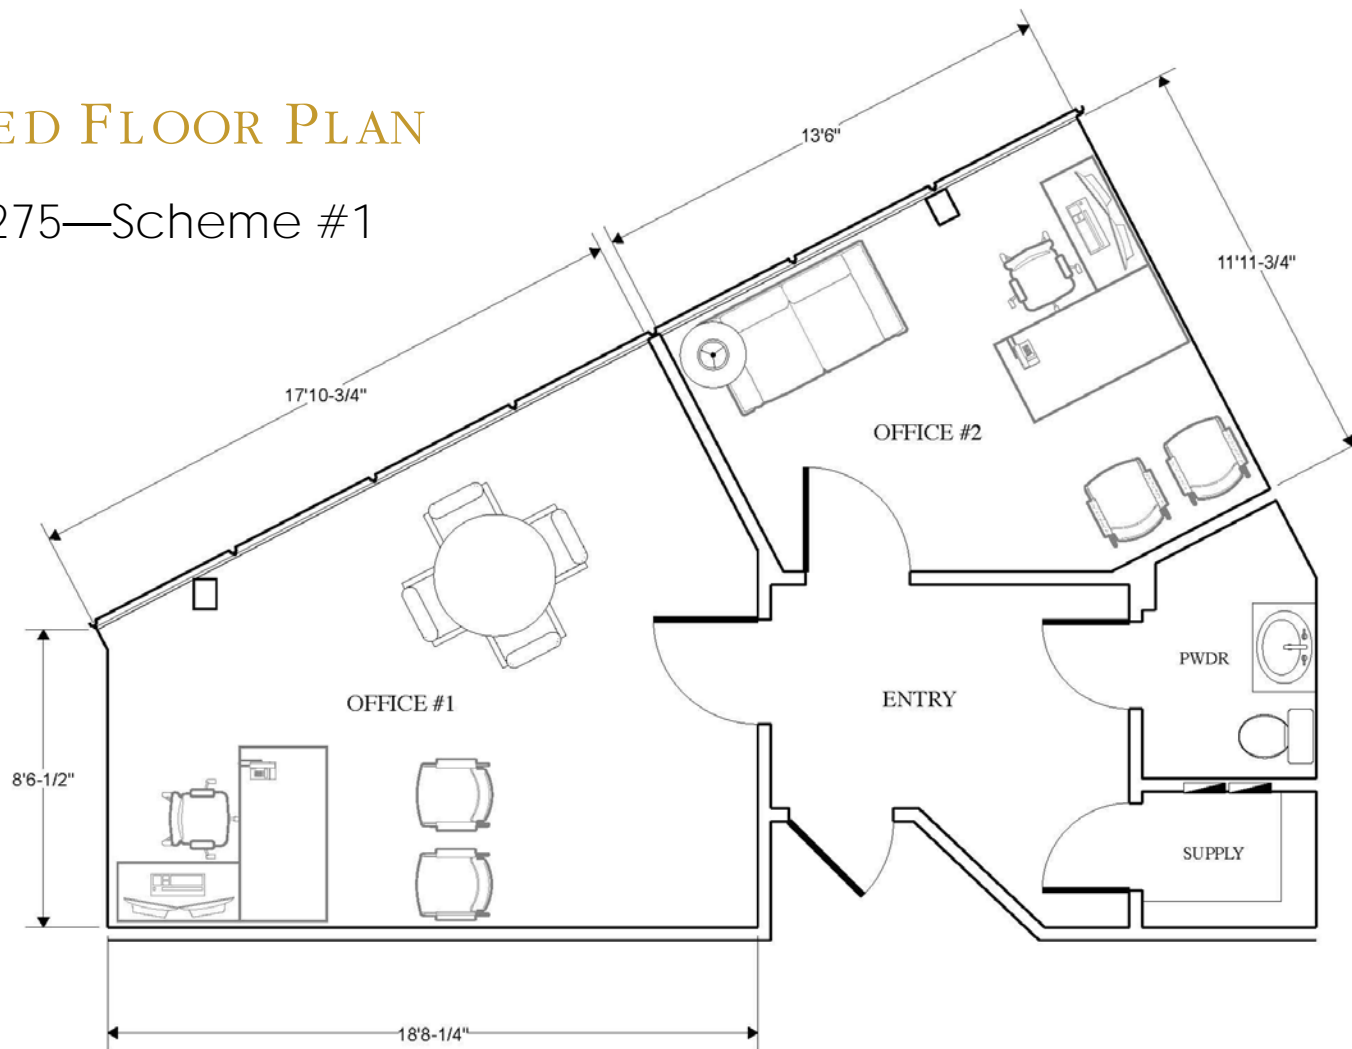 ED FLOOR PLAN
275—Scheme #1
13'6"
11'11-3/4"
17'10-3/4"
OFFICE #2
OFFICE #1
PWDR
ENTRY
8'6-1/2"
SUPPLY
18'8-1/4"